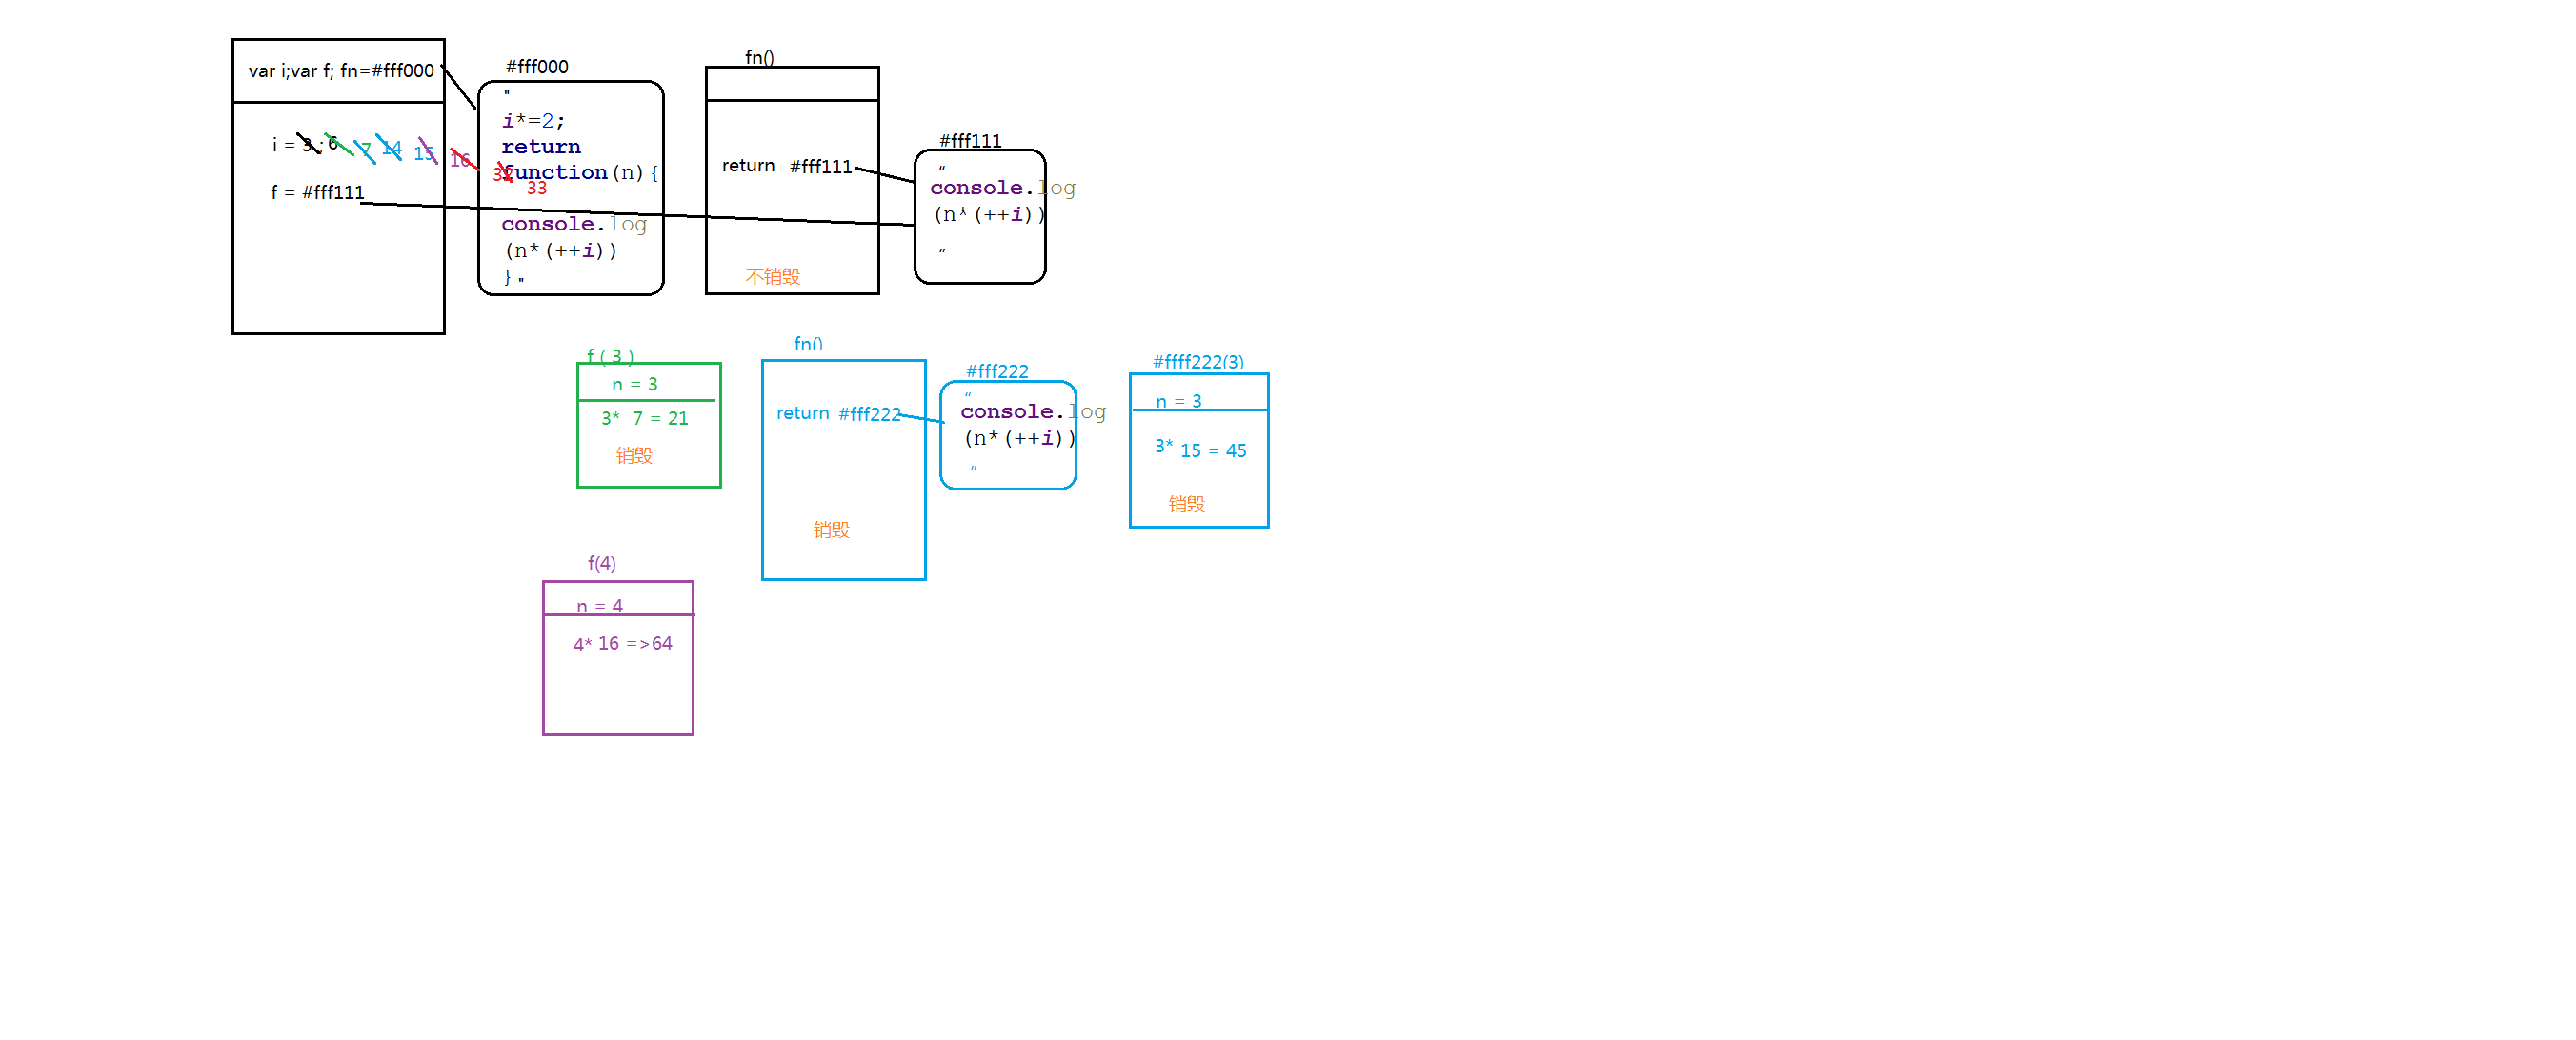 var i;var f; fn=#fff000
i = 3 ; 6 7 14 15 16 32 33
f = #fff111
#fff000
"
i*=2;
return
function(n){
console.log
(n*(++i))
}"
fn()
return #fff111
不销毁
#fff111
“
console.log
(n*(++i))
”
f ( 3 )
n = 3
3* 7 = 21
销毁
fn()
return #fff222
销毁
#fff222
“
console.log
(n*(++i))
”
#ffff222(3)
n = 3
3* 15 = 45
销毁
f(4)
n = 4
4* 16 =>64